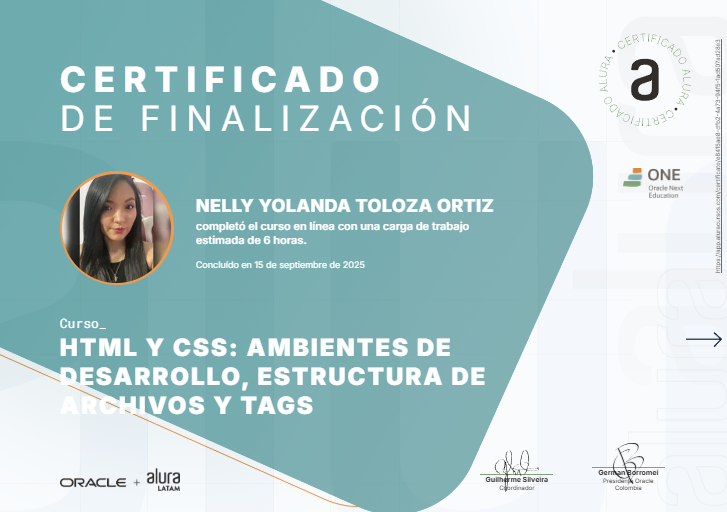 CERTIFICADO
DE FINALIZACIÓN
CERTIFICADO ALURA • CERTIFICADO ALURA •
a
ONE
Oracle Next
Education
NELLY YOLANDA TOLOZA ORTIZ
completó el curso en línea con una carga de trabajo
estimada de 6 horas.
Concluído en 15 de septiembre de 2025
Curso_
HTML Y CSS: AMBIENTES DE
DESARROLLO, ESTRUCTURA DE
ARCHIVOS Y TAGS
ORACLE + alura
LATAM
Guilherme Silveira
Coordinador
German Borromei
Presidente Oracle
Colombia